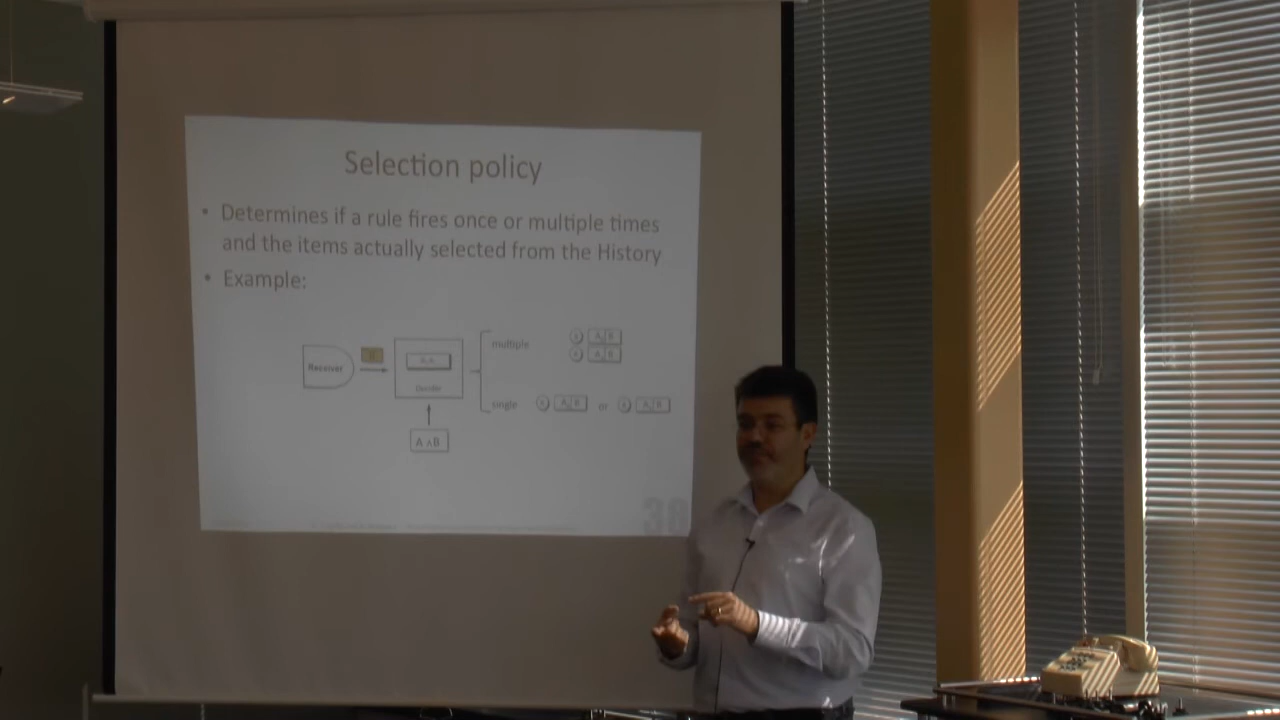 Selection policy
• Determines if a rule fires once or multiple times
and the items actually selected from the History
• Example:
multiple
A B
A B
Receiver
Decider
single
A B
or
A B
A ∧ B
38